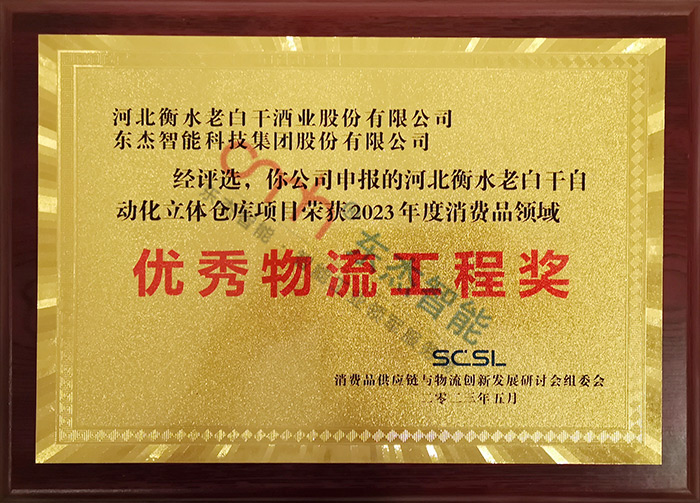 河北衡水老白干酒业股份有限公司
东杰智能科技集团股份有限公司
经评选，你公司申报的河北衡水老白干自
动化立体仓库项目荣获2023年度消费品领域
优秀物流工程奖
东杰智能
SCSL
消费品供应链与物流创新发展研讨会组委会
二零二三年五月